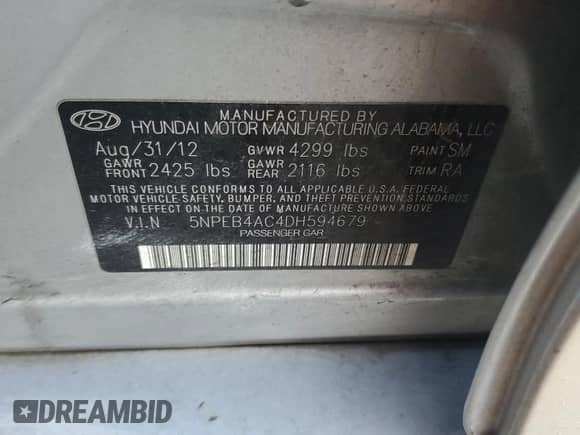 MANUFACTURED BY
HYUNDAI MOTOR MANUFACTURING ALABAMA, LLC
Aug/31/12 GVWR 4299 lbs PAINT SM
GAWR FRONT 2425 lbs GAWR REAR 2116 lbs TRIM RA
THIS VEHICLE CONFORMS TO ALL APPLICABLE U.S.A. FEDERAL
MOTOR VEHICLE SAFETY, BUMPER, AND THEFT PREVENTION STANDARDS
IN EFFECT ON THE DATE OF MANUFACTURE SHOWN ABOVE.
V.I.N 5NPEB4AC4DH594679
PASSENGER CAR
DREAMBID